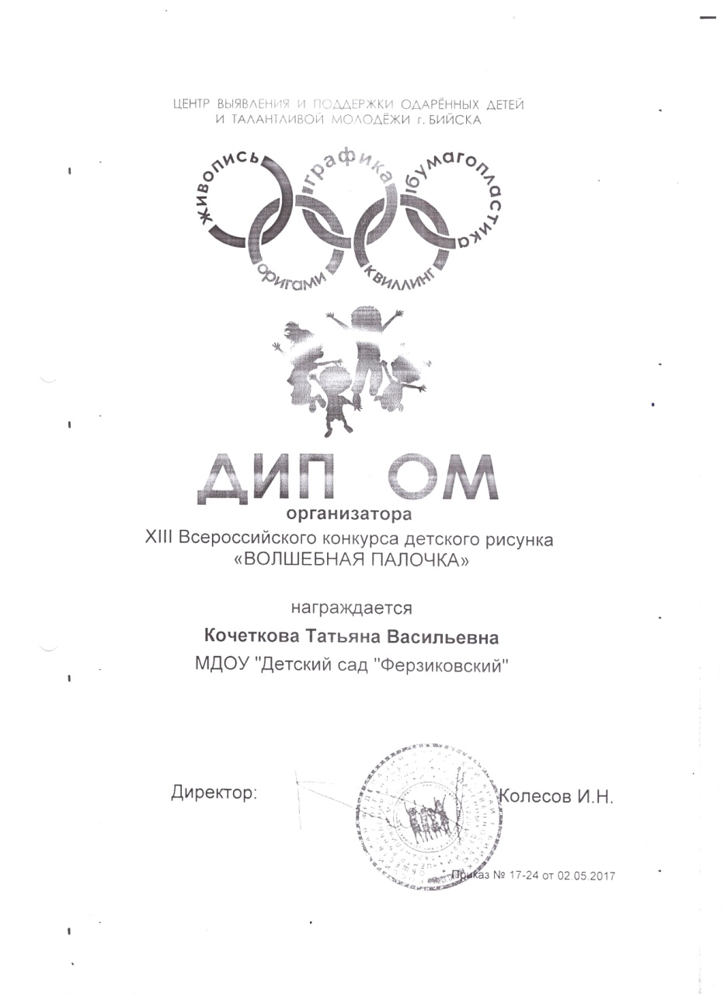 ЦЕНТР ВЫЯВЛЕНИЯ И ПОДДЕРЖКИ ОДАРЁННЫХ ДЕТЕЙ
И ТАЛАНТЛИВОЙ МОЛОДЁЖИ г. БИЙСКА
живопись
графика
бумагопластика
оригами
квиллинг
ДИП ОМ
организатора
XIII Всероссийского конкурса детского рисунка
«ВОЛШЕБНАЯ ПАЛОЧКА»
награждается
Кочеткова Татьяна Васильевна
МДОУ "Детский сад "Ферзиковский"
Директор:
Колесов И.Н.
Приказ № 17-24 от 02.05.2017